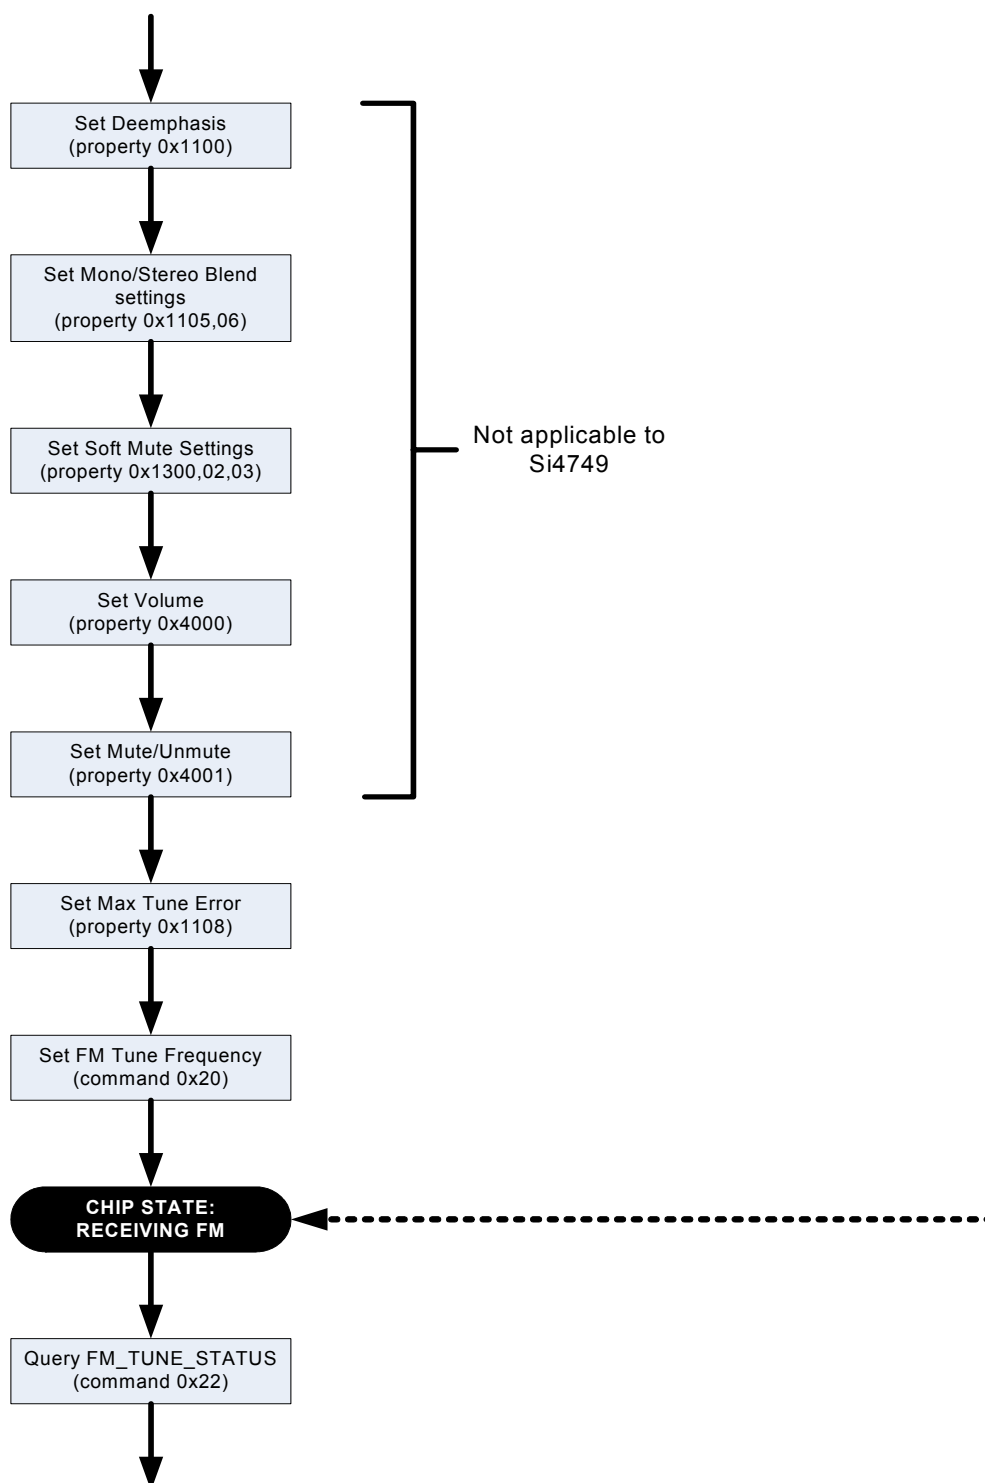 Set Deemphasis
(property 0x1100)
Set Mono/Stereo Blend
settings
(property 0x1105,06)
Set Soft Mute Settings
(property 0x1300,02,03)
Not applicable to
Si4749
Set Volume
(property 0x4000)
Set Mute/Unmute
(property 0x4001)
Set Max Tune Error
(property 0x1108)
Set FM Tune Frequency
(command 0x20)
CHIP STATE:
RECEIVING FM
Query FM_TUNE_STATUS
(command 0x22)